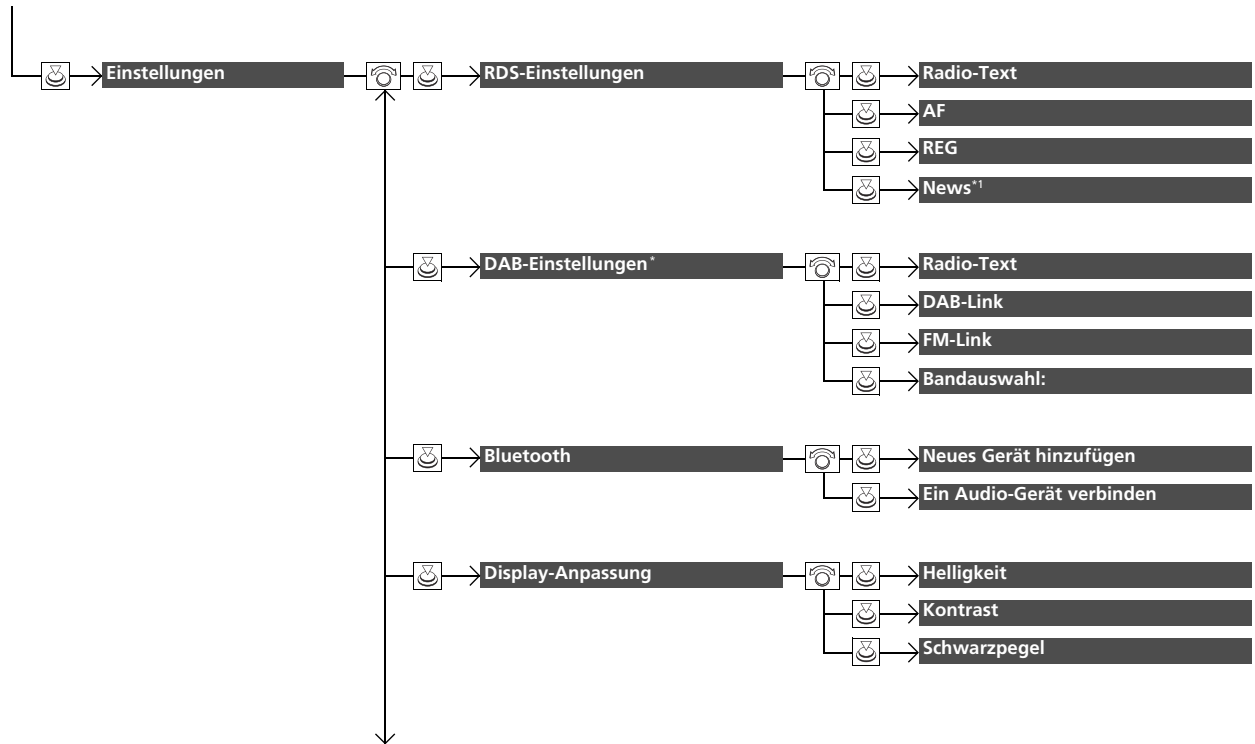 Einstellungen
RDS-Einstellungen
Radio-Text
AF
REG
News*1
DAB-Einstellungen*
Radio-Text
DAB-Link
FM-Link
Bandauswahl:
Bluetooth
Neues Gerät hinzufügen
Ein Audio-Gerät verbinden
Display-Anpassung
Helligkeit
Kontrast
Schwarzpegel